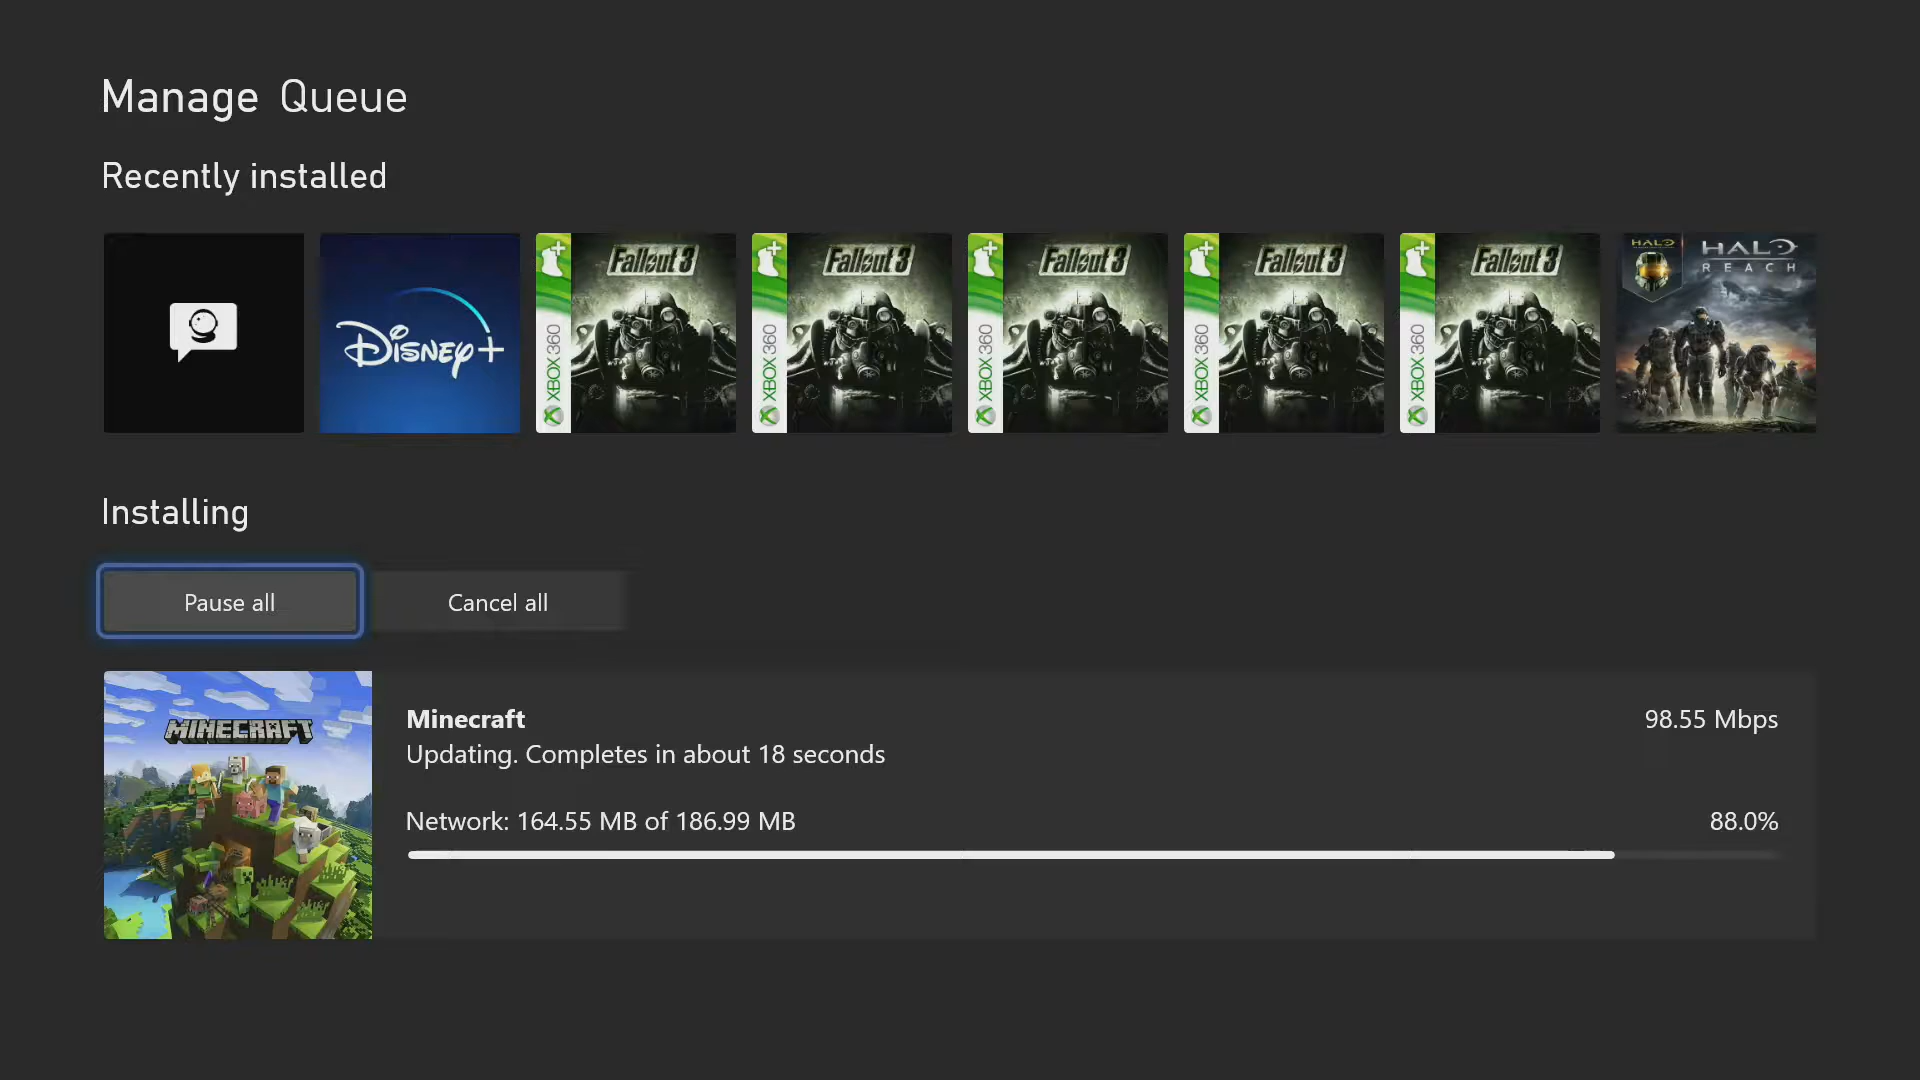 Manage Queue
Recently installed
Disney+
XBOX 360
Fallout 3
XBOX 360
Fallout 3
XBOX 360
Fallout 3
XBOX 360
Fallout 3
XBOX 360
Fallout 3
HALO
HALO
REACH
Installing
Pause all
Cancel all
MINECRAFT
Minecraft
98.55 Mbps
Updating. Completes in about 18 seconds
Network: 164.55 MB of 186.99 MB
88.0%